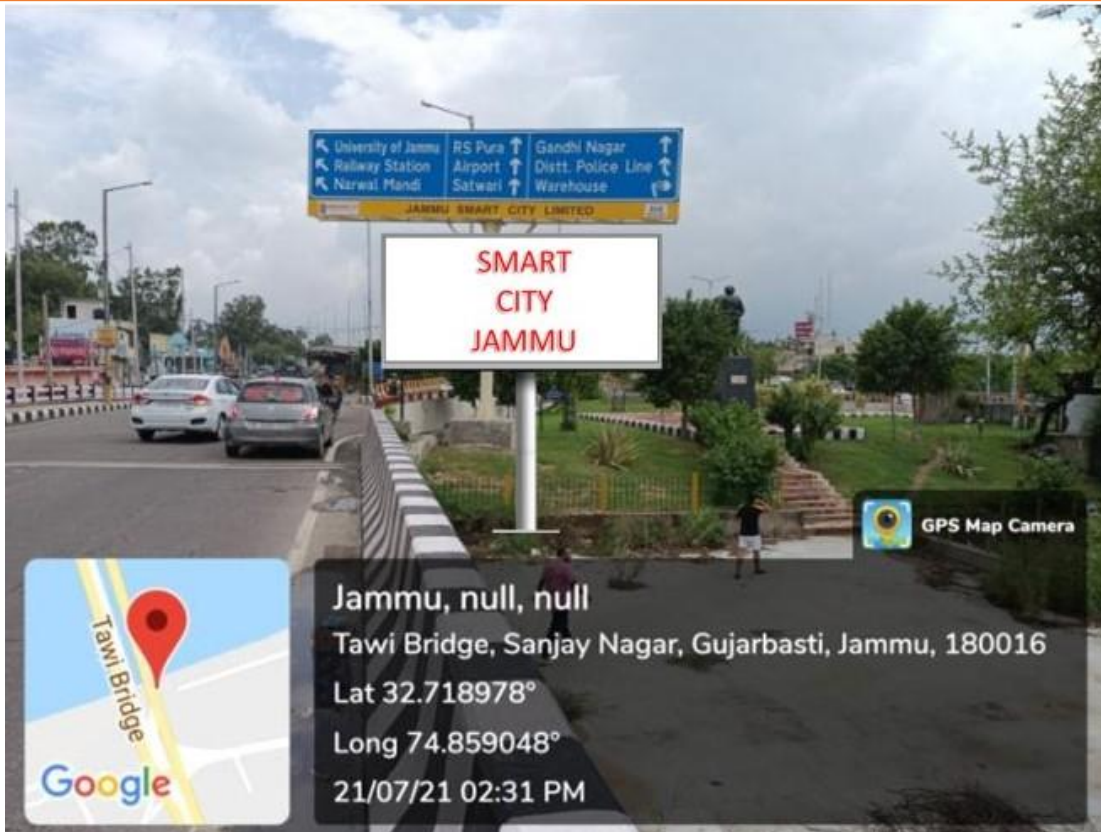 University of Jammu
Railway Station
Narwal Mandi
RS Pura
Airport
Satwari
Gandhi Nagar
Distt. Police Line
Warehouse
JAMMU SMART CITY LIMITED
SMART
CITY
JAMMU
GPS Map Camera
Tawi Bridge
Google
Jammu, null, null
Tawi Bridge, Sanjay Nagar, Gujarbasti, Jammu, 180016
Lat 32.718978°
Long 74.859048°
21/07/21 02:31 PM